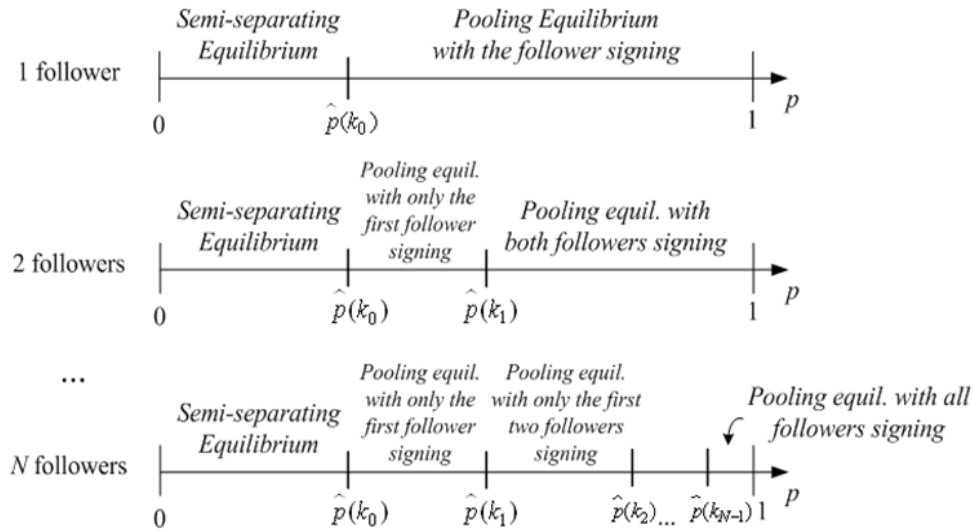 Semi-separating
Equilibrium
Pooling Equilibrium
with the follower signing
1 follower
0
p̂(k₀)
1
p
Semi-separating
Equilibrium
Pooling equil.
with only the
first follower
signing
Pooling equil. with
both followers signing
2 followers
0
p̂(k₀)
p̂(k₁)
1
p
...
Semi-separating
Equilibrium
Pooling equil.
with only the
first follower
signing
Pooling equil.
with only the first
two followers
signing
Pooling equil. with all
followers signing
N followers
0
p̂(k₀)
p̂(k₁)
p̂(k₂)...
p̂(kN-1)
1
p